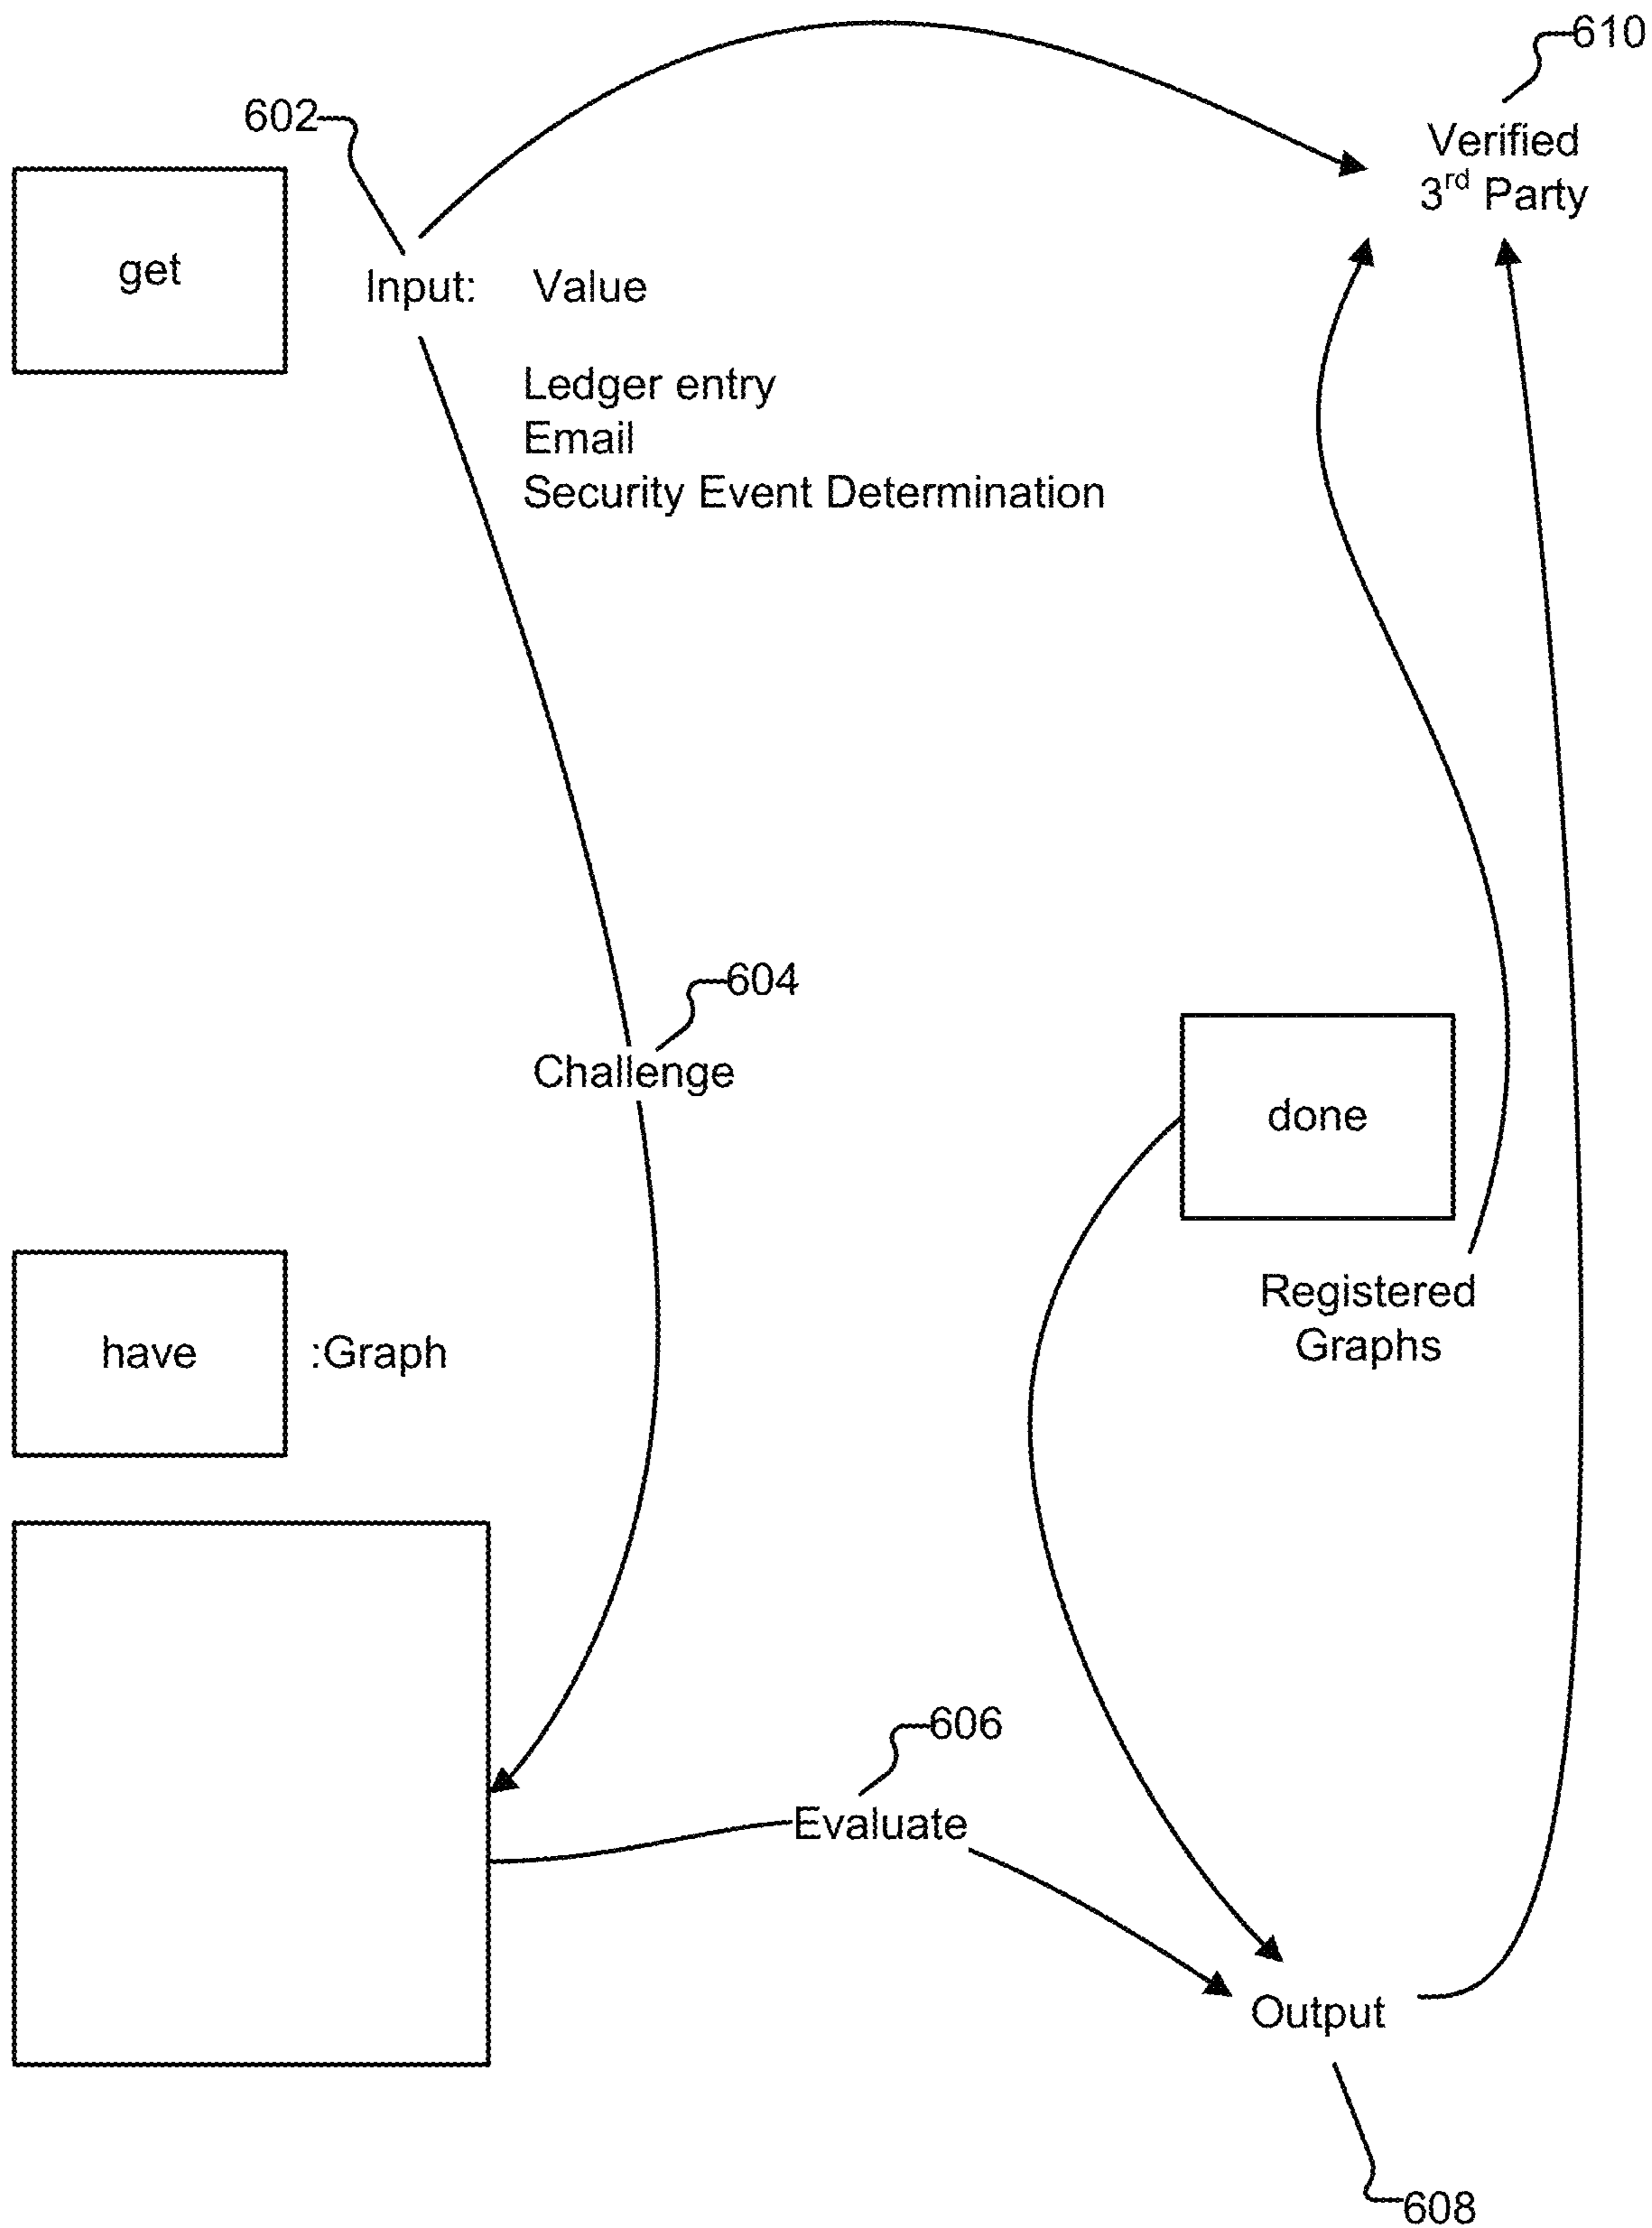 610
602
Verified
3rd Party
get
Input: Value
Ledger entry
Email
Security Event Determination
604
Challenge
done
Registered
Graphs
have :Graph
606
Evaluate
Output
608